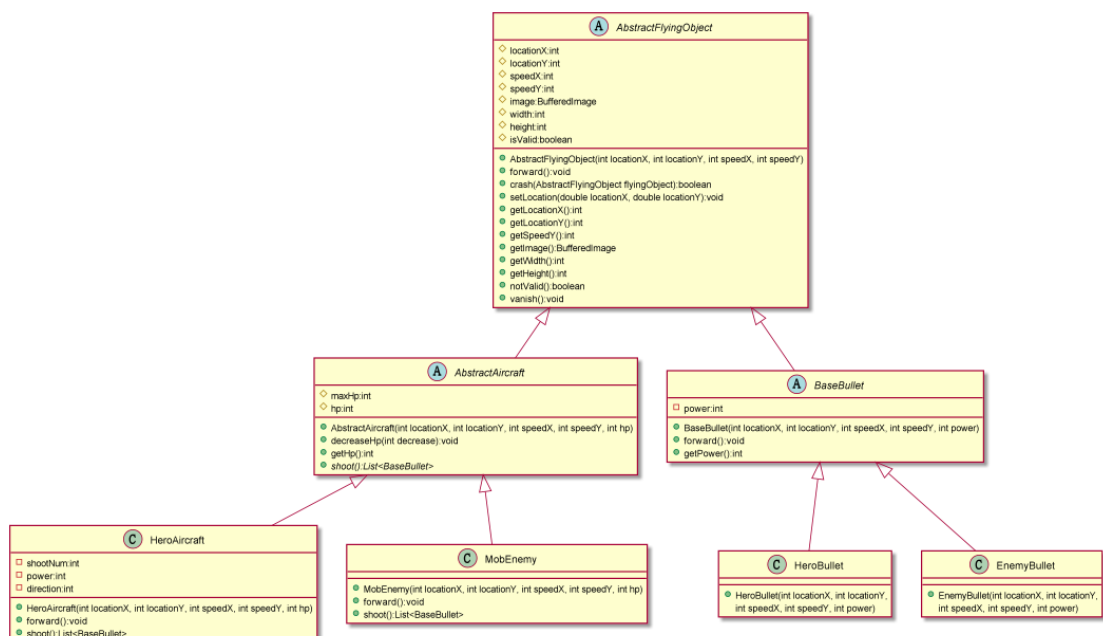 A AbstractFlyingObject
locationX:int
locationY:int
speedX:int
speedY:int
image:BufferedImage
width:int
height:int
isValid:boolean
AbstractFlyingObject(int locationX, int locationY, int speedX, int speedY)
forward():void
crash(AbstractFlyingObject flyingObject):boolean
setLocation(double locationX, double locationY):void
getLocationX():int
getLocationY():int
getSpeedY():int
getImage():BufferedImage
getWidth():int
getHeight():int
notValid():boolean
vanish():void
A AbstractAircraft
maxHp:int
hp:int
AbstractAircraft(int locationX, int locationY, int speedX, int speedY, int hp)
decreaseHp(int decrease):void
getHp():int
shoot():List<BaseBullet>
A BaseBullet
power:int
BaseBullet(int locationX, int locationY, int speedX, int speedY, int power)
forward():void
getPower():int
C HeroAircraft
shootNum:int
power:int
direction:int
HeroAircraft(int locationX, int locationY, int speedX, int speedY, int hp)
forward():void
shoot():List<BaseBullet>
C MobEnemy
MobEnemy(int locationX, int locationY, int speedX, int speedY, int hp)
forward():void
shoot():List<BaseBullet>
C HeroBullet
HeroBullet(int locationX, int locationY,
int speedX, int speedY, int power)
C EnemyBullet
EnemyBullet(int locationX, int locationY,
int speedX, int speedY, int power)